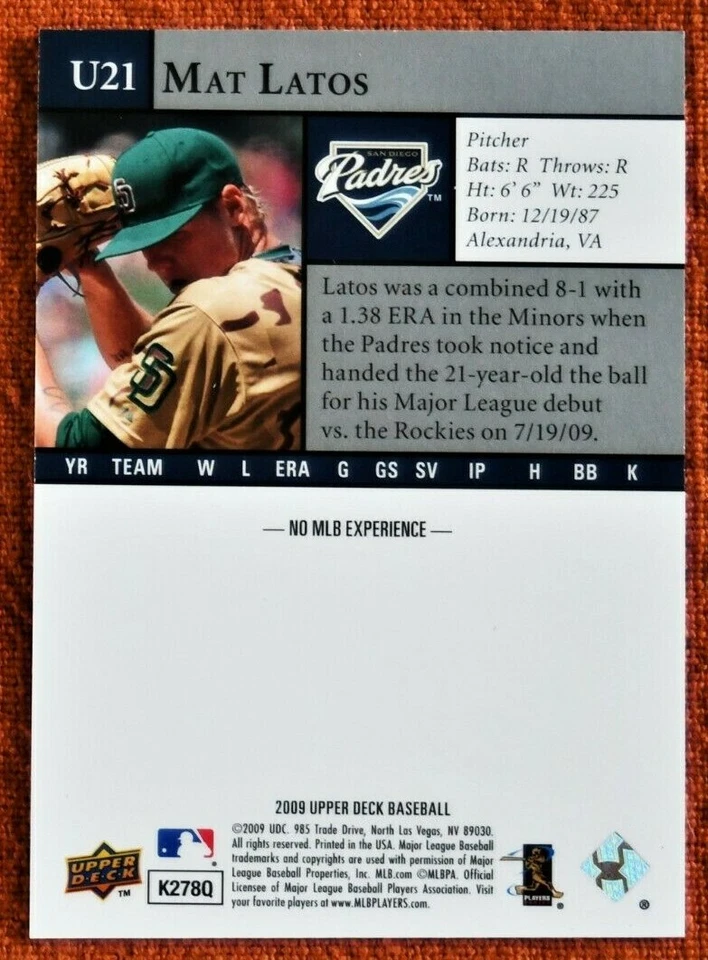 U21 MAT LATOS
SD
SD
SAN DIEGO
Padres
TM
Pitcher
Bats: R Throws: R
Ht: 6' 6" Wt: 225
Born: 12/19/87
Alexandria, VA
Latos was a combined 8-1 with
a 1.38 ERA in the Minors when
the Padres took notice and
handed the 21-year-old the ball
for his Major League debut
vs. the Rockies on 7/19/09.
YR TEAM W L ERA G GS SV IP H BB K
— NO MLB EXPERIENCE —
2009 UPPER DECK BASEBALL
©2009 UDC. 985 Trade Drive, North Las Vegas, NV 89030.
All rights reserved. Printed in the USA. Major League Baseball
trademarks and copyrights are used with permission of Major
League Baseball Properties, Inc. MLB.com ©MLBPA. Official
Licensee of Major League Baseball Players Association. Visit
your favorite players at www.MLBPLAYERS.com.
UPPER
DECK
TM
®
K278Q
PLAYERS
®
®